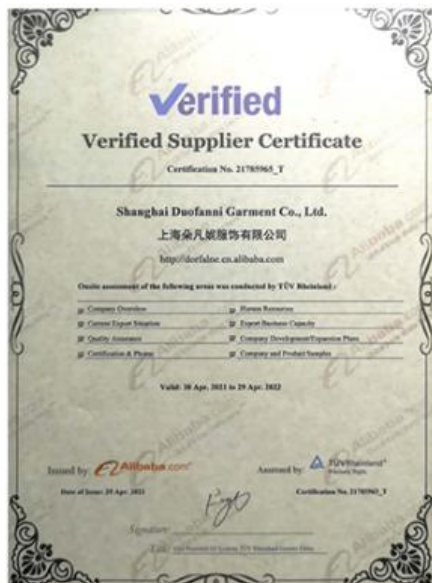 Verified
Verified Supplier Certificate
Certification No. 21785965_T
Shanghai Duofanni Garment Co., Ltd.
上海朵凡妮服饰有限公司
http://dorfalne.en.alibaba.com
Onsite assessment of the following areas was conducted by TÜV Rheinland :
Company Overview
Human Resources
Current Export Situation
Export Business Capacity
Quality Assurance
Company Development/Expansion Plans
Certification & Photos
Company and Product Samples
Valid: 30 Apr. 2021 to 29 Apr. 2022
Issued by: Alibaba.com
Assessed by: TÜVRheinland
Date of Issue: 29 Apr. 2021
Certification No. 21785965_T
Signature: